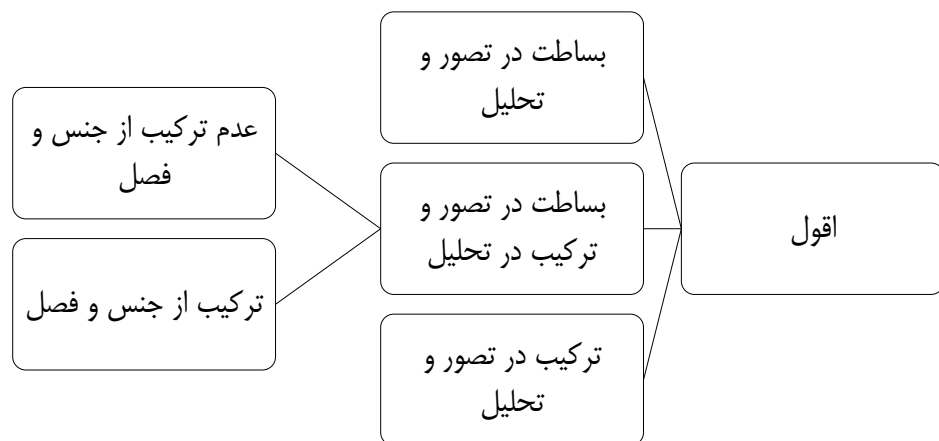 اقول
بساطت در تصور و
تحلیل
بساطت در تصور و
ترکیب در تحلیل
ترکیب در تصور و
تحلیل
عدم ترکیب از جنس و
فصل
ترکیب از جنس و فصل